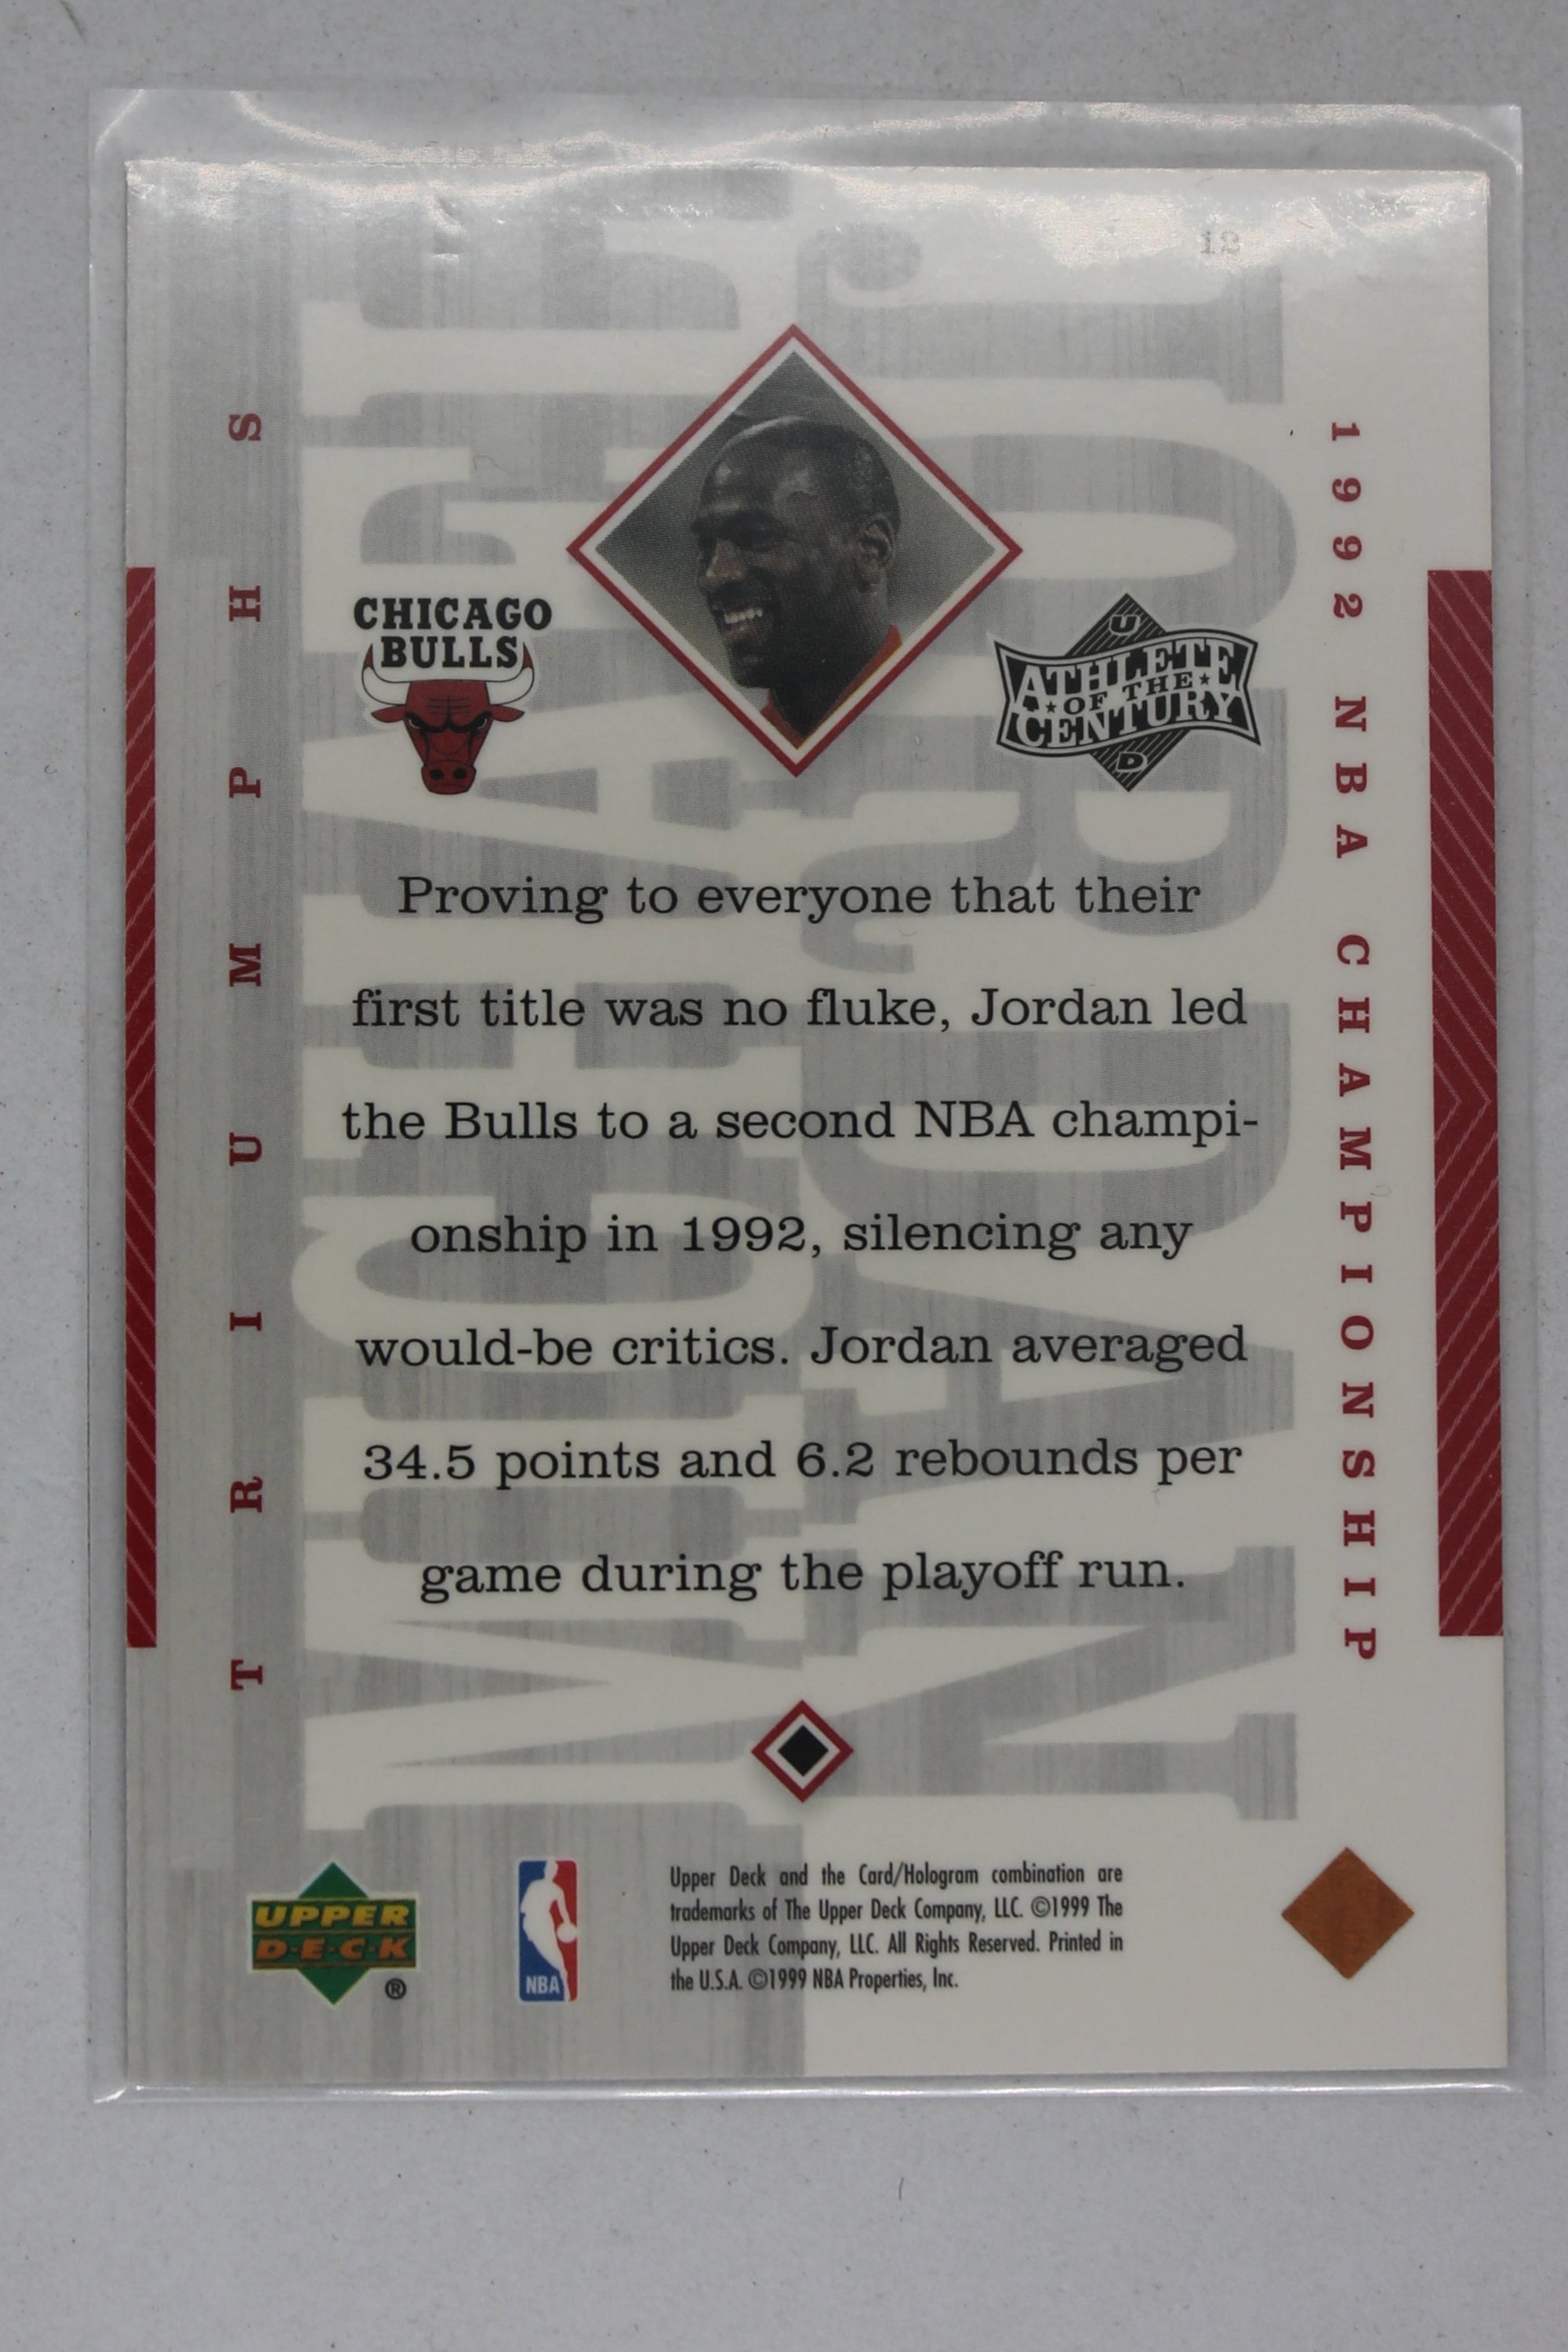 12
TRIUMPHS
1992 NBA CHAMPIONSHIP
MICHAEL
JORDAN
CHICAGO
BULLS
U
ATHLETE
OF THE
CENTURY
D
Proving to everyone that their
first title was no fluke, Jordan led
the Bulls to a second NBA champi-
onship in 1992, silencing any
would-be critics. Jordan averaged
34.5 points and 6.2 rebounds per
game during the playoff run.
UPPER
D·E·C·K
®
NBA
Upper Deck and the Card/Hologram combination are
trademarks of The Upper Deck Company, LLC. ©1999 The
Upper Deck Company, LLC. All Rights Reserved. Printed in
the U.S.A. ©1999 NBA Properties, Inc.